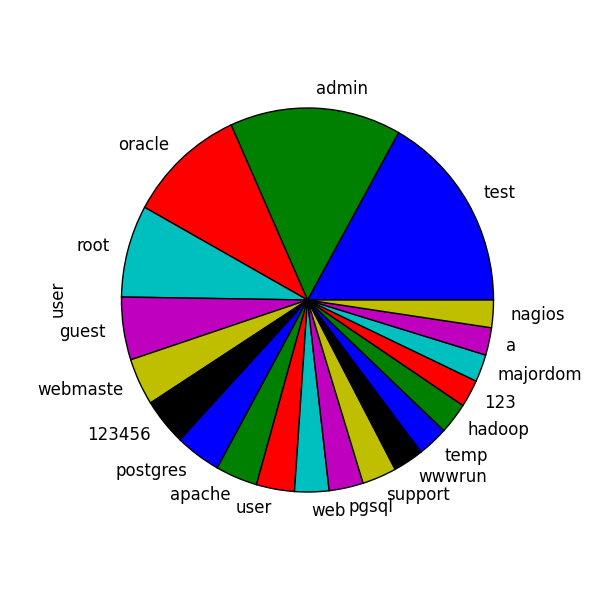 admin
oracle
test
root
user
guest
nagios
a
webmaste
majordom
123
123456
hadoop
postgres
temp
wwwrun
apache
support
user
web
pgsql